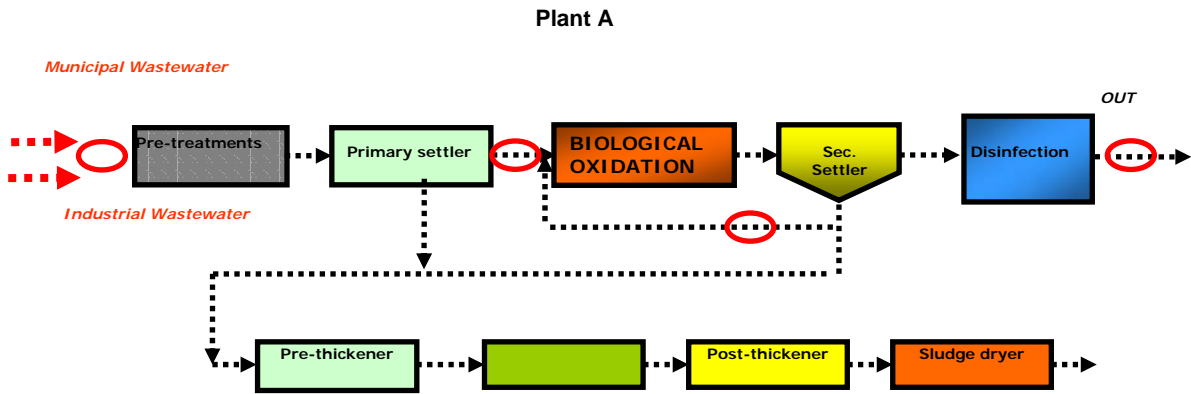 Plant A
Municipal Wastewater
OUT
Pre-treatments
Primary settler
BIOLOGICAL
OXIDATION
Sec.
Settler
Disinfection
Industrial Wastewater
Pre-thickener
Post-thickener
Sludge dryer